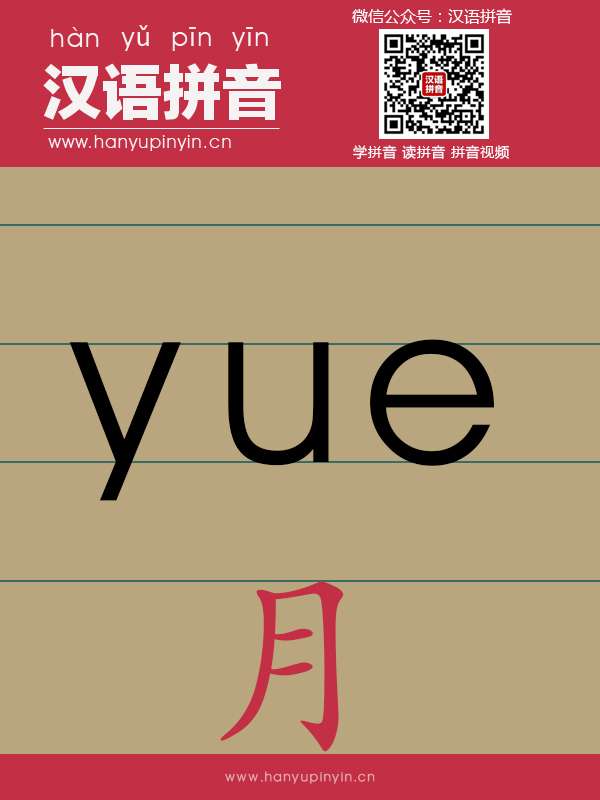 hàn yǔ pīn yīn
汉语拼音
www.hanyupinyin.cn
微信公众号：汉语拼音
汉语
拼音
学拼音 读拼音 拼音视频
yue
月
www.hanyupinyin.cn